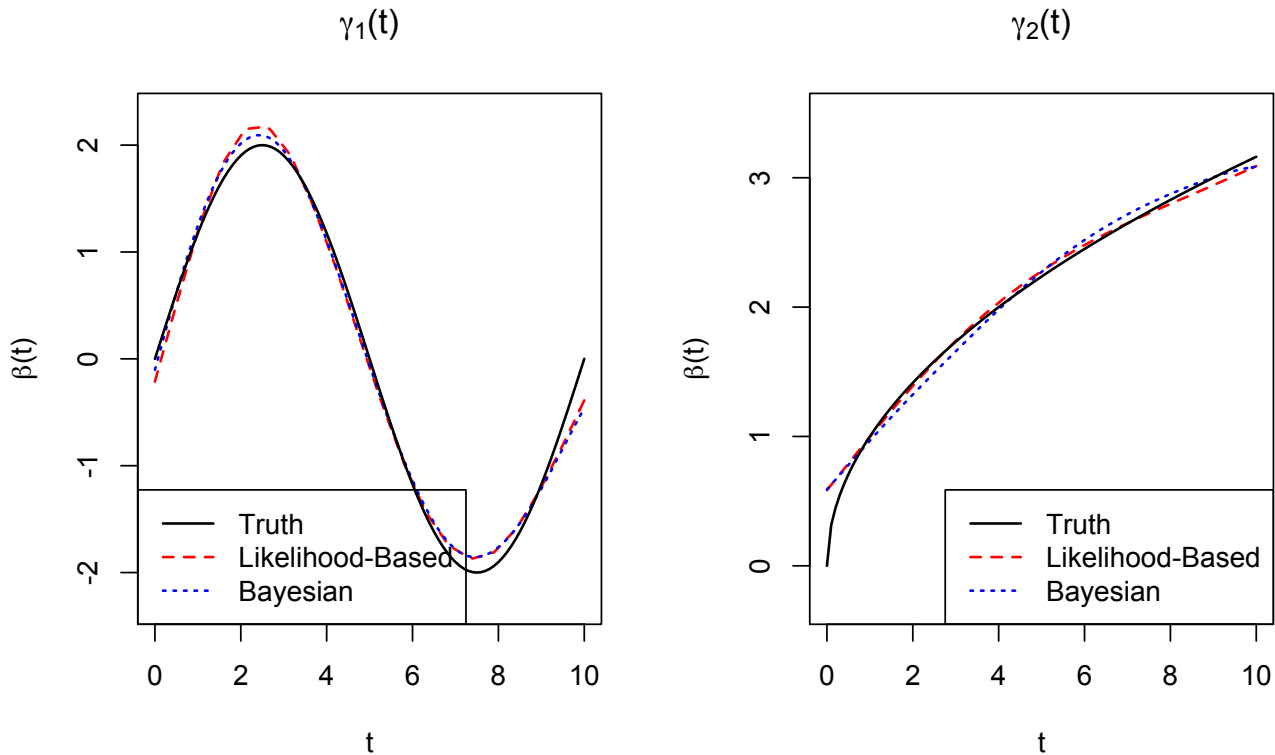 γ₁(t)
β(t)
2
1
0
-1
-2
Truth
Likelihood-Based
Bayesian
0 2 4 6 8 10
t
γ₂(t)
β(t)
3
2
1
0
Truth
Likelihood-Based
Bayesian
0 2 4 6 8 10
t